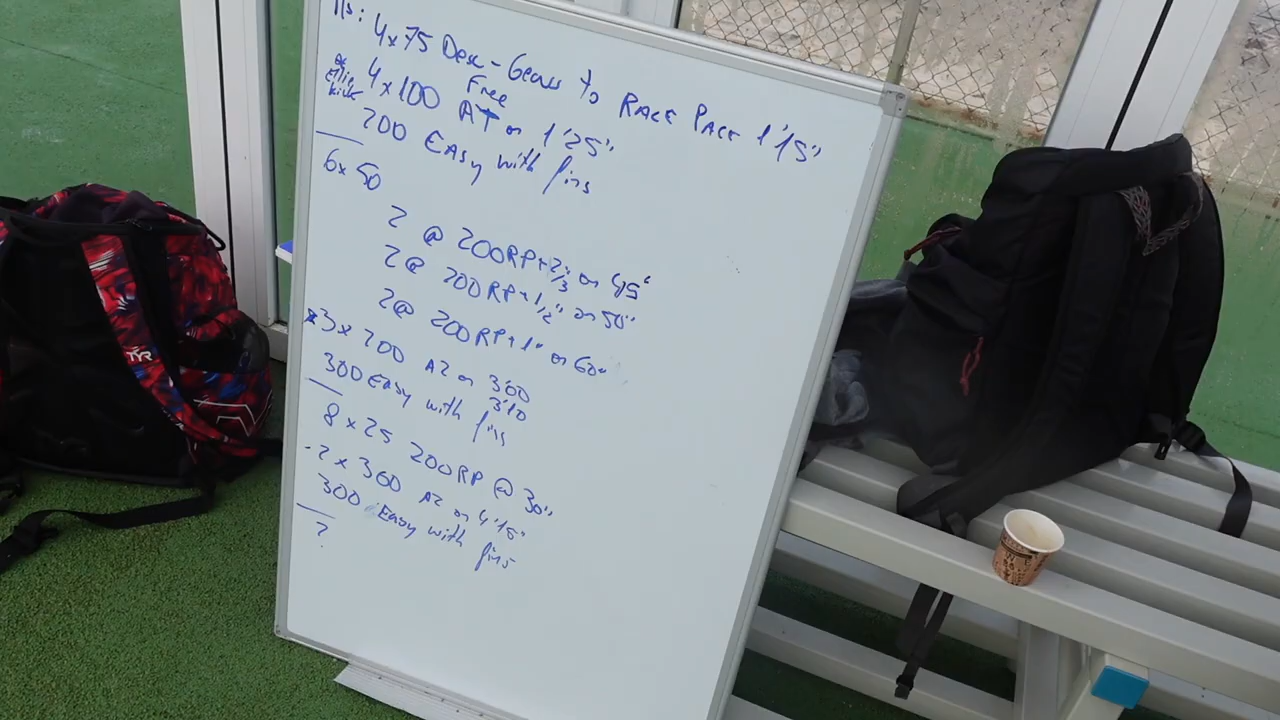 4x75 Desc-Gears to RACE PACE 1'15"
Free
4x100 AT on 1'25"
kick
200 EASY with fins
6x50
2 @ 200RP+2/3 on 45"
2@ 200RP+1/2" on 50"
2@ 200RP+1" on 60"
*3x200 A2 on 3'00
3'10
300 EASY with fins
8x25 200RP @ 30"
-2x300 A2 on 4'15"
300 Easy with fins
?
TYR